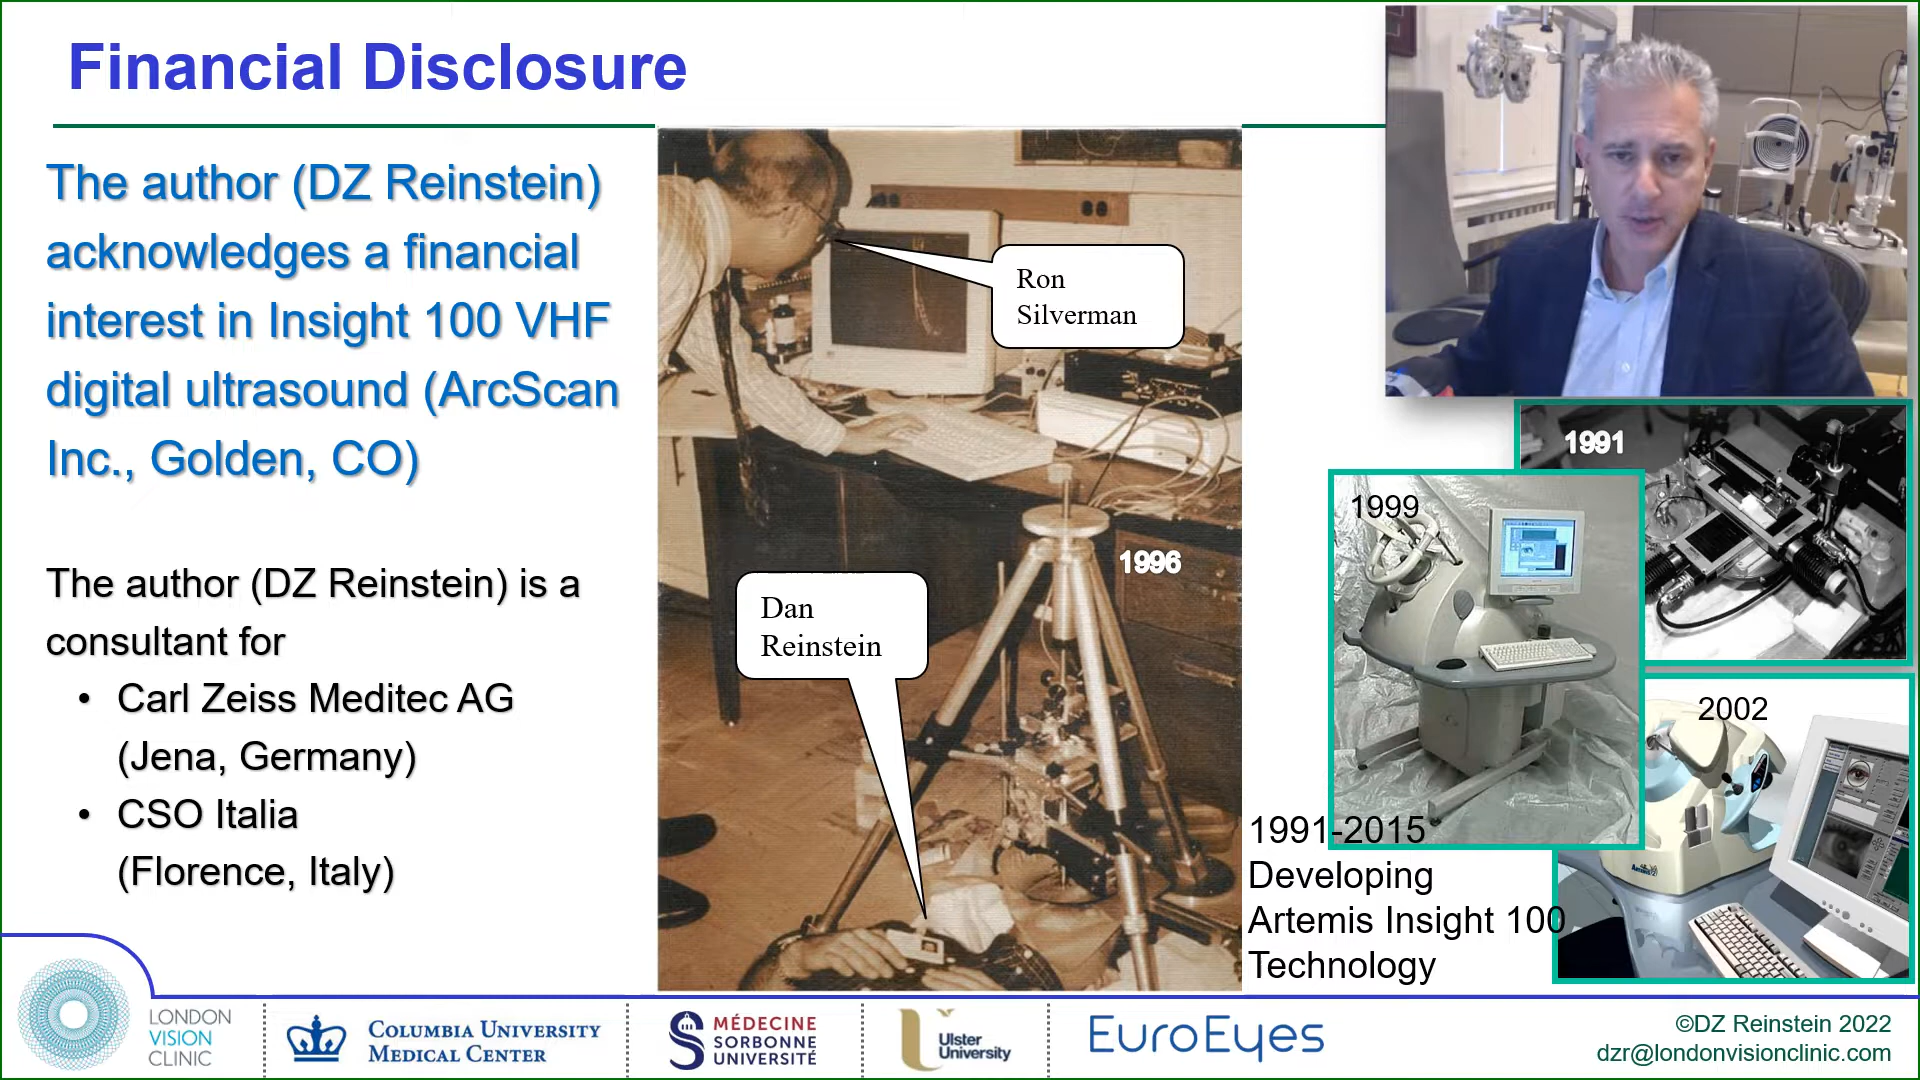 Financial Disclosure
The author (DZ Reinstein)
acknowledges a financial
interest in Insight 100 VHF
digital ultrasound (ArcScan
Inc., Golden, CO)
The author (DZ Reinstein) is a
consultant for
• Carl Zeiss Meditec AG
(Jena, Germany)
• CSO Italia
(Florence, Italy)
Ron
Silverman
1996
Dan
Reinstein
1991
1999
2002
1991-2015
Developing
Artemis Insight 100
Technology
LONDON
VISION
CLINIC
COLUMBIA UNIVERSITY
MEDICAL CENTER
MÉDECINE
SORBONNE
UNIVERSITÉ
Ulster
University
EuroEyes
©DZ Reinstein 2022
dzr@londonvisionclinic.com